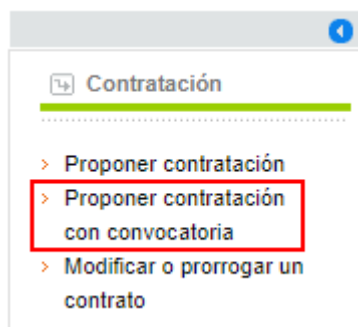 Contratación
Proponer contratación
Proponer contratación
con convocatoria
Modificar o prorrogar un
contrato